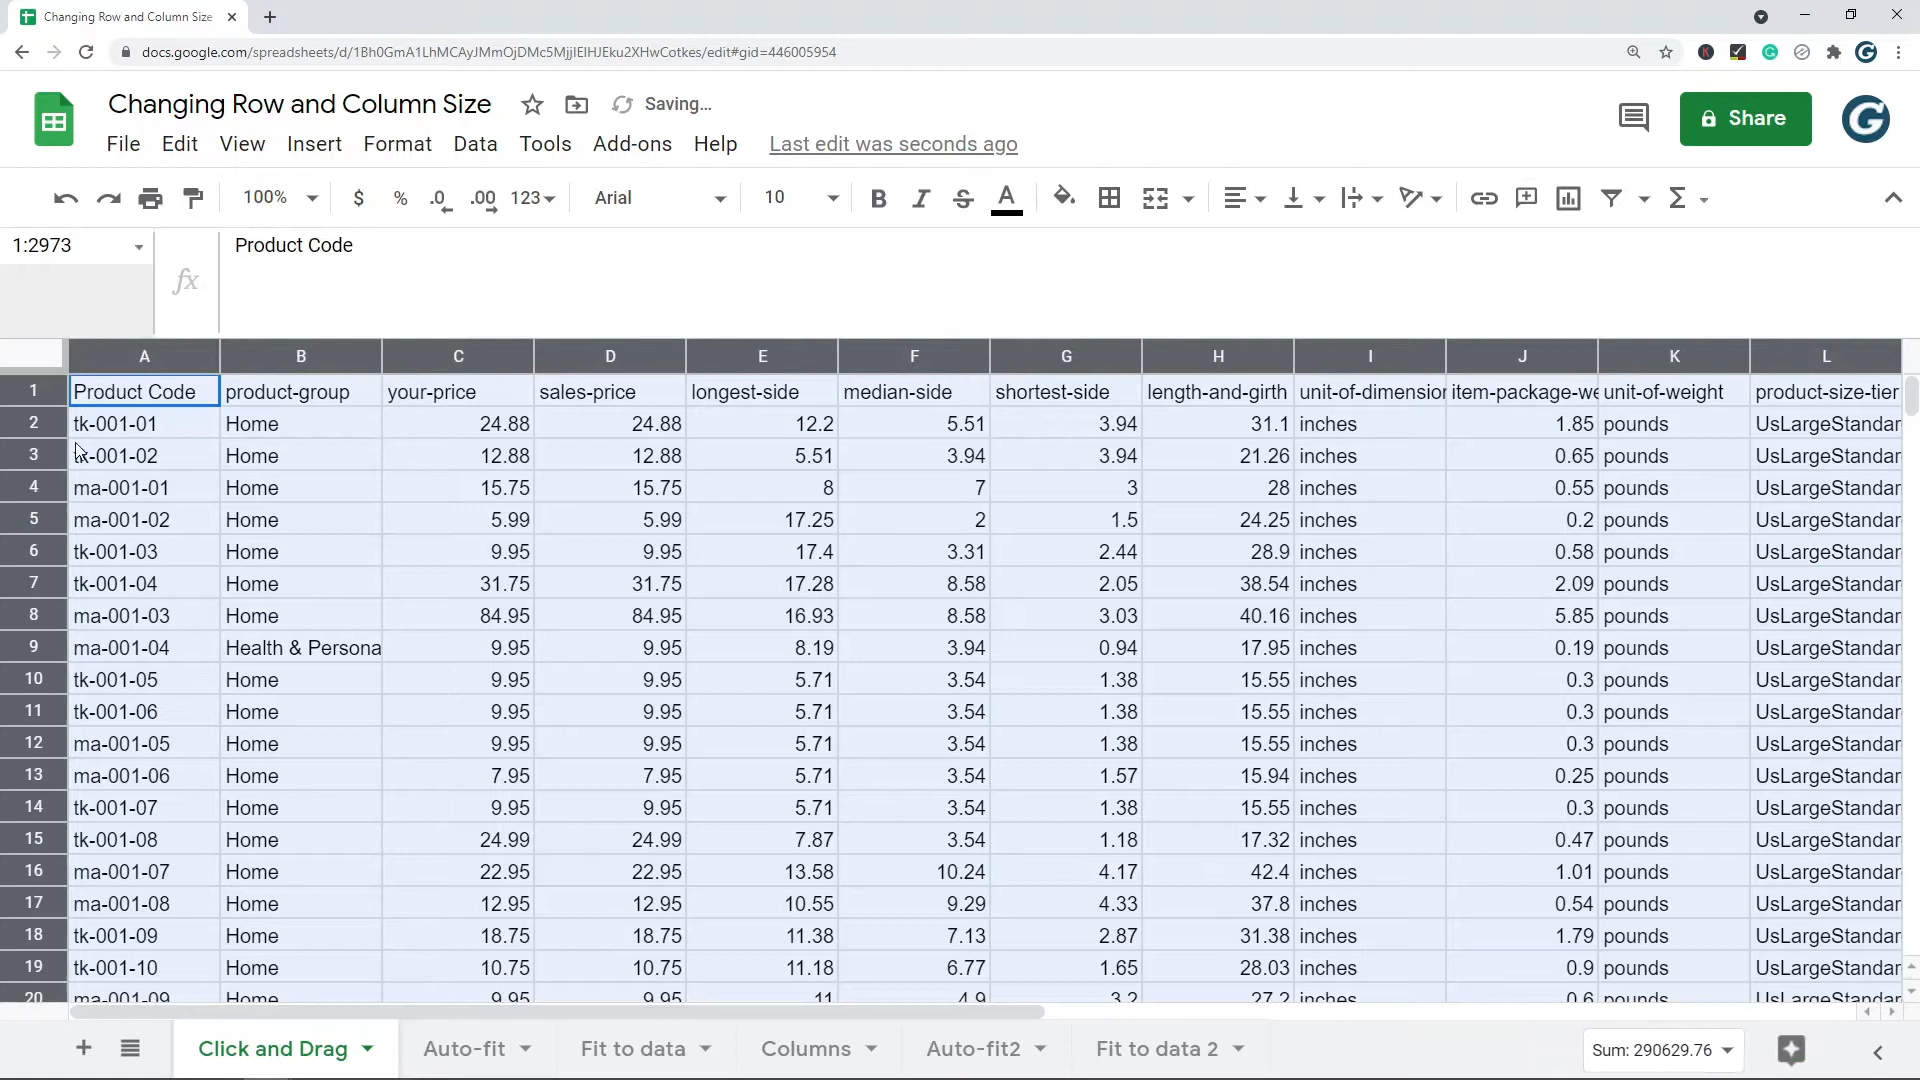 Changing Row and Column Size
docs.google.com/spreadsheets/d/1Bh0GmA1LhMCAyJMmOjDMc5MjjlElHJEku2XHwCotkes/edit#gid=446005954
Changing Row and Column Size Saving...
File Edit View Insert Format Data Tools Add-ons Help Last edit was seconds ago
Share
100% $ % .0 .00 123 Arial 10 B I S A
1:2973 fx Product Code
A B C D E F G H I J K L
1 Product Code product-group your-price sales-price longest-side median-side shortest-side length-and-girth unit-of-dimension item-package-we unit-of-weight product-size-tier
2 tk-001-01 Home 24.88 24.88 12.2 5.51 3.94 31.1 inches 1.85 pounds UsLargeStandar
3 tk-001-02 Home 12.88 12.88 5.51 3.94 3.94 21.26 inches 0.65 pounds UsLargeStandar
4 ma-001-01 Home 15.75 15.75 8 7 3 28 inches 0.55 pounds UsLargeStandar
5 ma-001-02 Home 5.99 5.99 17.25 2 1.5 24.25 inches 0.2 pounds UsLargeStandar
6 tk-001-03 Home 9.95 9.95 17.4 3.31 2.44 28.9 inches 0.58 pounds UsLargeStandar
7 tk-001-04 Home 31.75 31.75 17.28 8.58 2.05 38.54 inches 2.09 pounds UsLargeStandar
8 ma-001-03 Home 84.95 84.95 16.93 8.58 3.03 40.16 inches 5.85 pounds UsLargeStandar
9 ma-001-04 Health & Persona 9.95 9.95 8.19 3.94 0.94 17.95 inches 0.19 pounds UsLargeStandar
10 tk-001-05 Home 9.95 9.95 5.71 3.54 1.38 15.55 inches 0.3 pounds UsLargeStandar
11 tk-001-06 Home 9.95 9.95 5.71 3.54 1.38 15.55 inches 0.3 pounds UsLargeStandar
12 ma-001-05 Home 9.95 9.95 5.71 3.54 1.38 15.55 inches 0.3 pounds UsLargeStandar
13 ma-001-06 Home 7.95 7.95 5.71 3.54 1.57 15.94 inches 0.25 pounds UsLargeStandar
14 tk-001-07 Home 9.95 9.95 5.71 3.54 1.38 15.55 inches 0.3 pounds UsLargeStandar
15 tk-001-08 Home 24.99 24.99 7.87 3.54 1.18 17.32 inches 0.47 pounds UsLargeStandar
16 ma-001-07 Home 22.95 22.95 13.58 10.24 4.17 42.4 inches 1.01 pounds UsLargeStandar
17 ma-001-08 Home 12.95 12.95 10.55 9.29 4.33 37.8 inches 0.54 pounds UsLargeStandar
18 tk-001-09 Home 18.75 18.75 11.38 7.13 2.87 31.38 inches 1.79 pounds UsLargeStandar
19 tk-001-10 Home 10.75 10.75 11.18 6.77 1.65 28.03 inches 0.9 pounds UsLargeStandar
20 ma-001-09 Home 9.95 9.95 11 4.9 3.2 27.2 inches 0.6 pounds UsLargeStandar
Click and Drag Auto-fit Fit to data Columns Auto-fit2 Fit to data 2 Sum: 290629.76